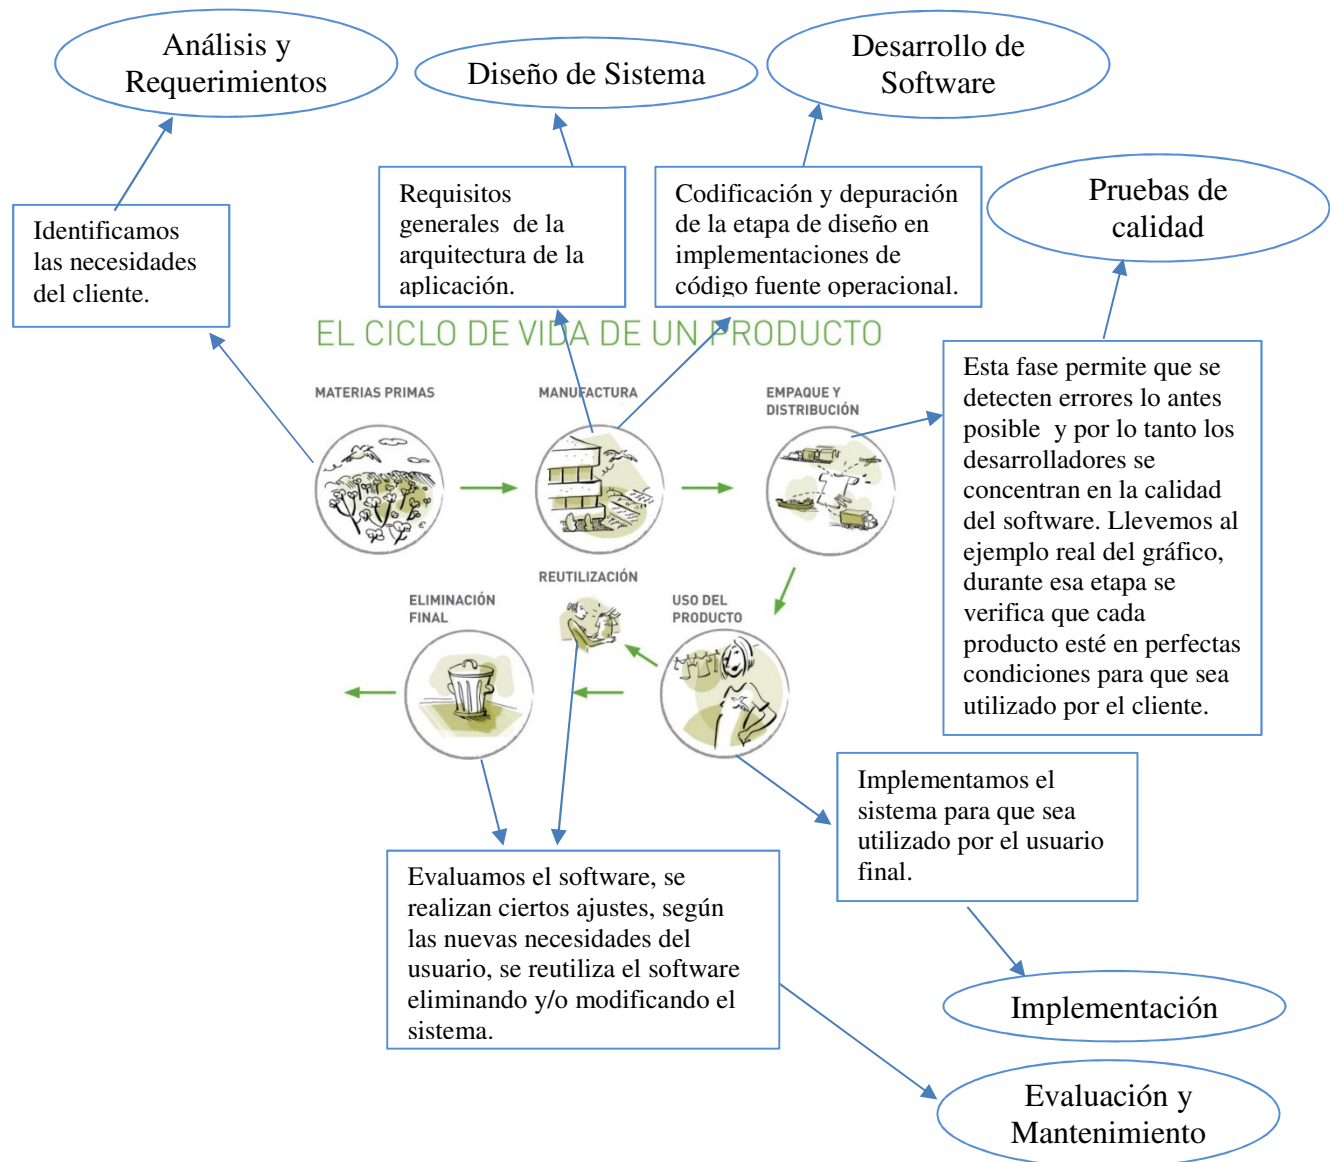 Análisis y
Requerimientos
Diseño de Sistema
Desarrollo de
Software
Pruebas de
calidad
Identificamos
las necesidades
del cliente.
Requisitos
generales de la
arquitectura de la
aplicación.
Codificación y depuración
de la etapa de diseño en
implementaciones de
código fuente operacional.
EL CICLO DE VIDA DE UN PRODUCTO
MATERIAS PRIMAS
MANUFACTURA
EMPAQUE Y
DISTRIBUCIÓN
Esta fase permite que se
detecten errores lo antes
posible y por lo tanto los
desarrolladores se
concentran en la calidad
del software. Llevemos al
ejemplo real del gráfico,
durante esa etapa se
verifica que cada
producto esté en perfectas
condiciones para que sea
utilizado por el cliente.
REUTILIZACIÓN
ELIMINACIÓN
FINAL
USO DEL
PRODUCTO
Implementamos el
sistema para que sea
utilizado por el usuario
final.
Evaluamos el software, se
realizan ciertos ajustes, según
las nuevas necesidades del
usuario, se reutiliza el software
eliminando y/o modificando el
sistema.
Implementación
Evaluación y
Mantenimiento